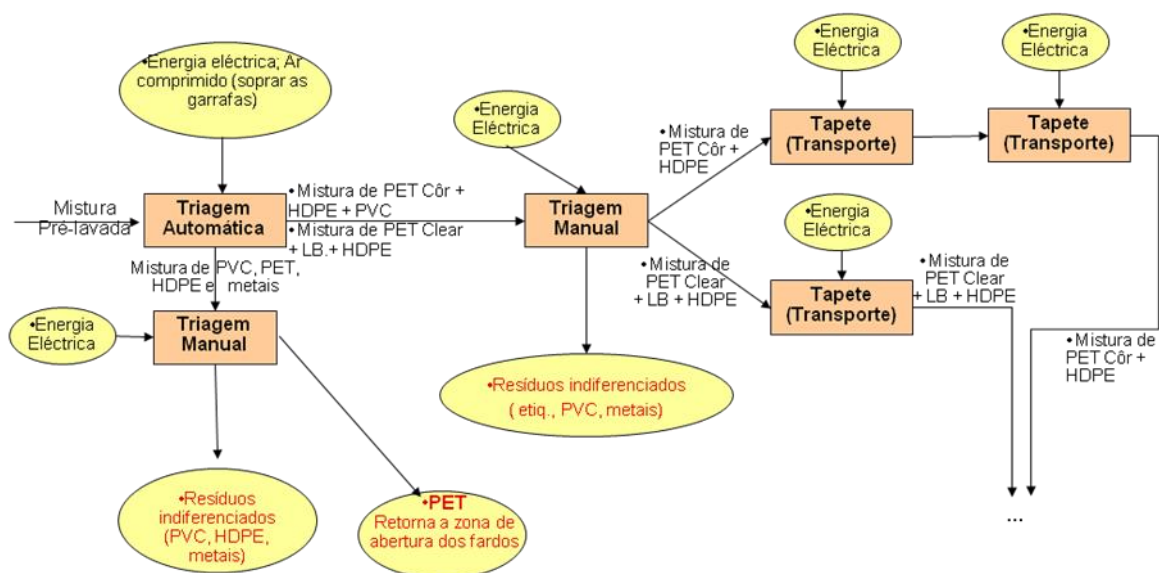 •Energia eléctrica; Ar
comprimido (soprar as
garrafas)
•Energia
Eléctrica
•Energia
Eléctrica
•Energia
Eléctrica
Mistura
Pré-lavada
Triagem
Automática
•Mistura de PET Côr +
HDPE + PVC
•Mistura de PET Clear
+ LB.+ HDPE
Triagem
Manual
•Mistura de
PET Côr +
HDPE
Tapete
(Transporte)
Tapete
(Transporte)
•Mistura de
PET Clear
+ LB + HDPE
•Energia
Eléctrica
Tapete
(Transporte)
•Mistura de
PET Clear
+ LB + HDPE
•Mistura de
PET Côr +
HDPE
Mistura de PVC, PET,
HDPE e metais
•Energia
Eléctrica
Triagem
Manual
•Resíduos indiferenciados
( etiq., PVC, metais)
•Resíduos
indiferenciados
(PVC, HDPE,
metais)
•PET
Retorna a zona de
abertura dos fardos
...